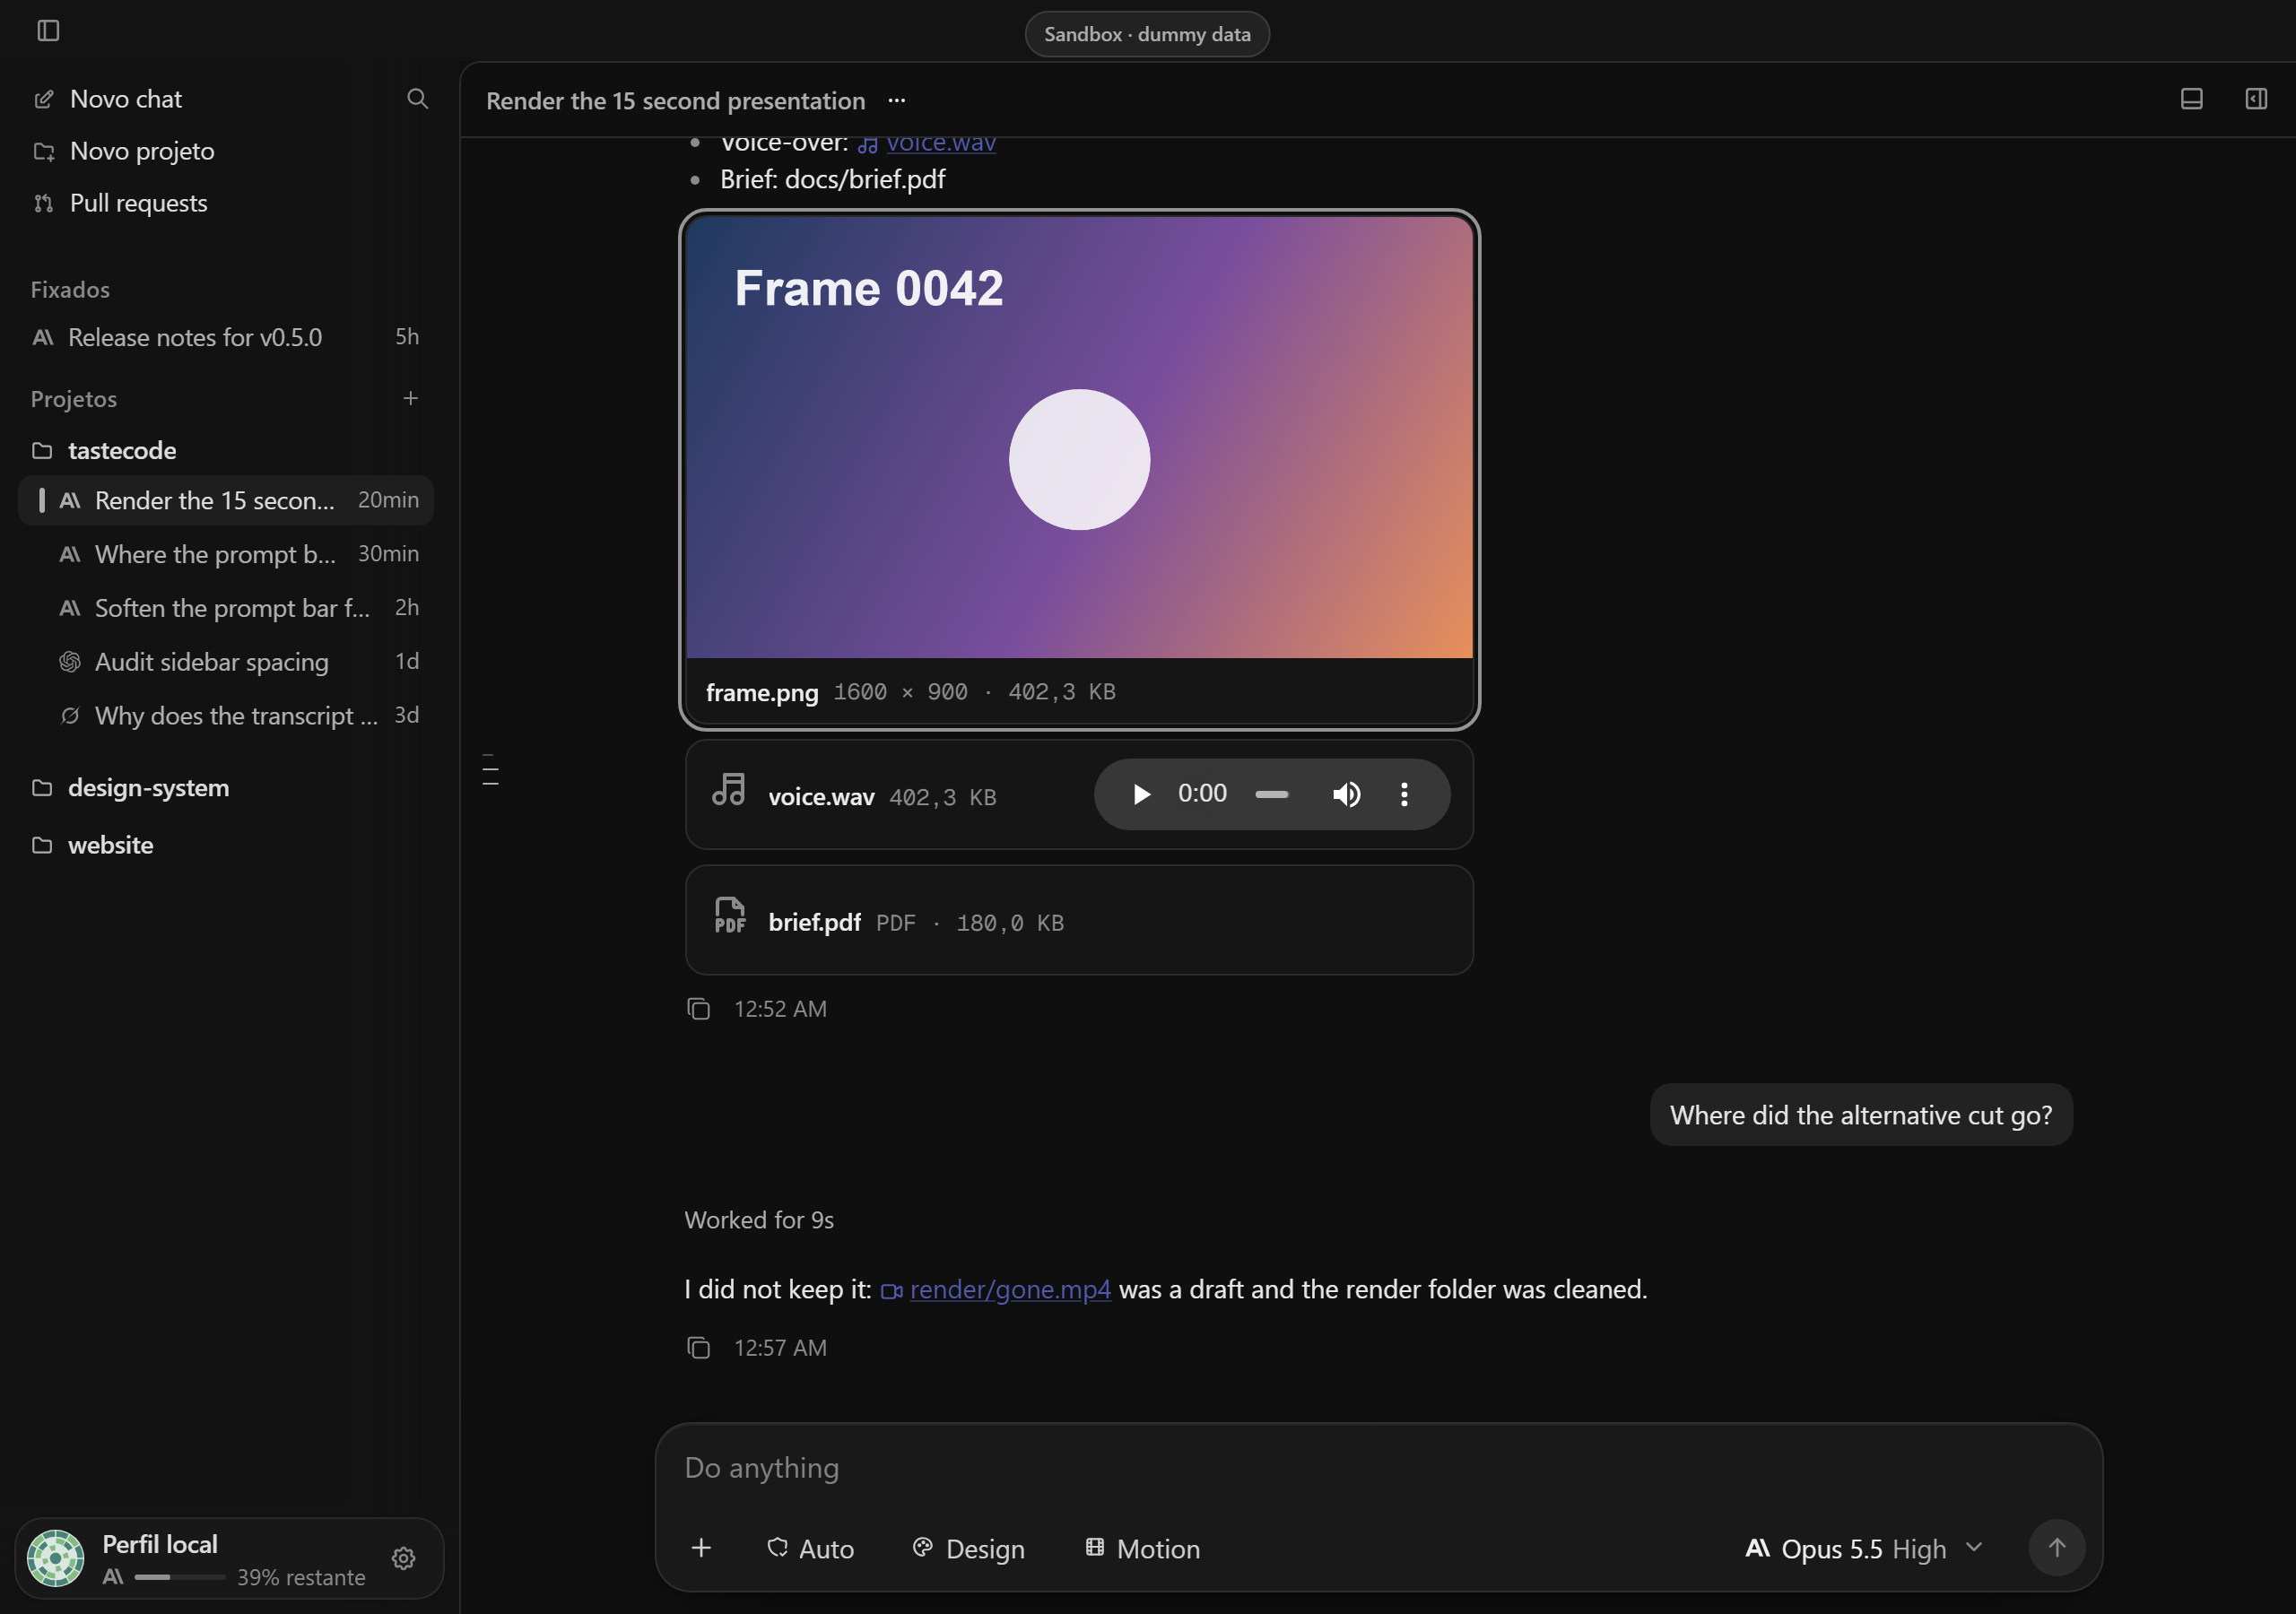 Sandbox · dummy data
Novo chat
Novo projeto
Pull requests
Fixados
Release notes for v0.5.0 5h
Projetos
tastecode
Render the 15 secon... 20min
Where the prompt b... 30min
Soften the prompt bar f... 2h
Audit sidebar spacing 1d
Why does the transcript ... 3d
design-system
website
Perfil local
39% restante
Render the 15 second presentation
Voice-over: voice.wav
Brief: docs/brief.pdf
Frame 0042
frame.png 1600 × 900 · 402,3 KB
voice.wav 402,3 KB 0:00
PDF brief.pdf PDF · 180,0 KB
12:52 AM
Where did the alternative cut go?
Worked for 9s
I did not keep it: render/gone.mp4 was a draft and the render folder was cleaned.
12:57 AM
Do anything
Auto Design Motion Opus 5.5 High